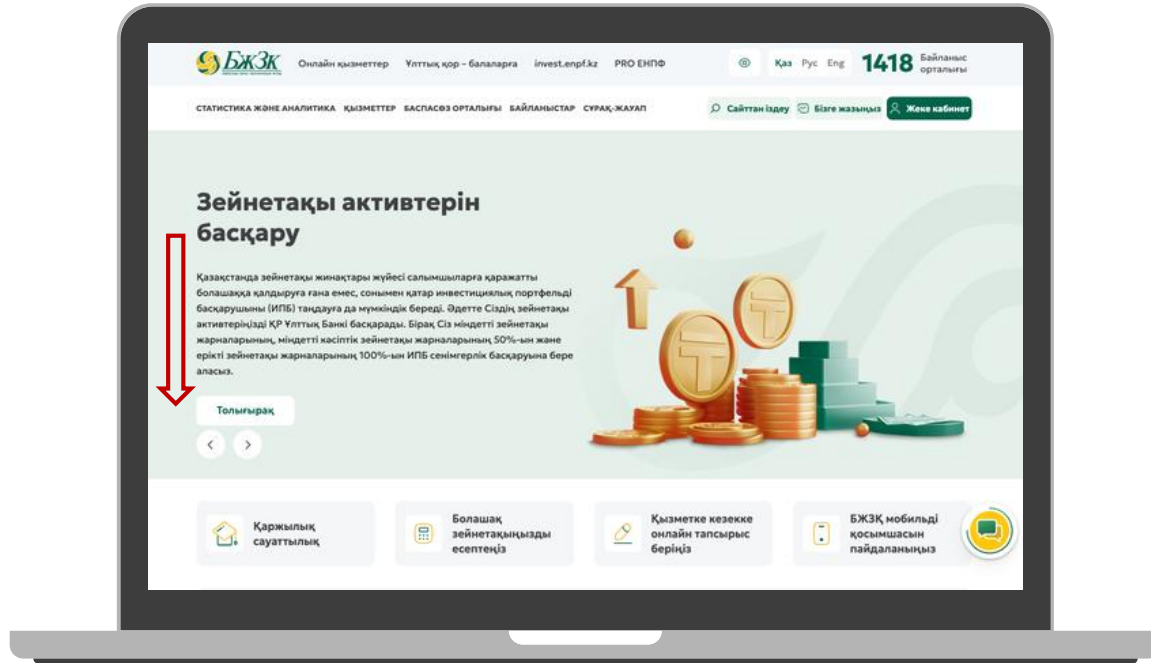 БЖЗҚ
Онлайн қызметтер Ұлттық қор – балаларға invest.enpf.kz PRO ЕНПФ
Қаз Рус Eng 1418 Байланыс
орталығы
СТАТИСТИКА ЖӘНЕ АНАЛИТИКА ҚЫЗМЕТТЕР БАСПАСӨЗ ОРТАЛЫҒЫ БАЙЛАНЫСТАР СҰРАҚ-ЖАУАП
Сайттан іздеу Бізге жазыңыз Жеке кабинет
Зейнетақы активтерін
басқару
Қазақстанда зейнетақы жинақтары жүйесі салымшыларға қаражатты
болашаққа қалдыруға ғана емес, сонымен қатар инвестициялық портфельді
басқарушыны (ИПБ) таңдауға да мүмкіндік береді. Әдетте Сіздің зейнетақы
активтеріңізді ҚР Ұлттық Банкі басқарады. Бірақ Сіз міндетті зейнетақы
жарналарының, міндетті кәсіптік зейнетақы жарналарының 50%-ын және
ерікті зейнетақы жарналарының 100%-ын ИПБ сенімгерлік басқаруына бере
аласыз.
Толығырақ
Қаржылық
сауаттылық
Болашақ
зейнетақыңызды
есептеңіз
Қызметке кезекке
онлайн тапсырыс
беріңіз
БЖЗҚ мобильді
қосымшасын
пайдаланыңыз